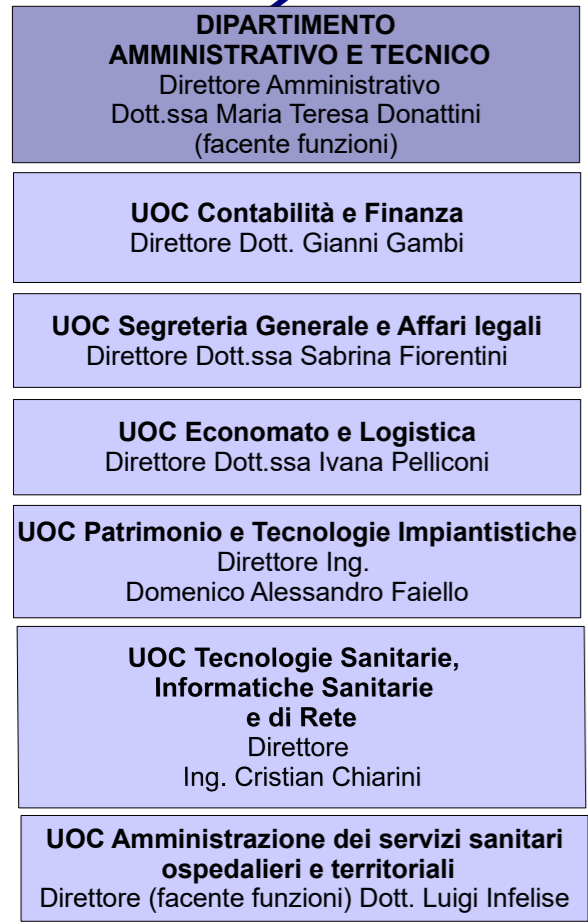 DIPARTIMENTO
AMMINISTRATIVO E TECNICO
Direttore Amministrativo
Dott.ssa Maria Teresa Donattini
(facente funzioni)
UOC Contabilità e Finanza
Direttore Dott. Gianni Gambi
UOC Segreteria Generale e Affari legali
Direttore Dott.ssa Sabrina Fiorentini
UOC Economato e Logistica
Direttore Dott.ssa Ivana Pelliconi
UOC Patrimonio e Tecnologie Impiantistiche
Direttore Ing.
Domenico Alessandro Faiello
UOC Tecnologie Sanitarie,
Informatiche Sanitarie
e di Rete
Direttore
Ing. Cristian Chiarini
UOC Amministrazione dei servizi sanitari
ospedalieri e territoriali
Direttore (facente funzioni) Dott. Luigi Infelise